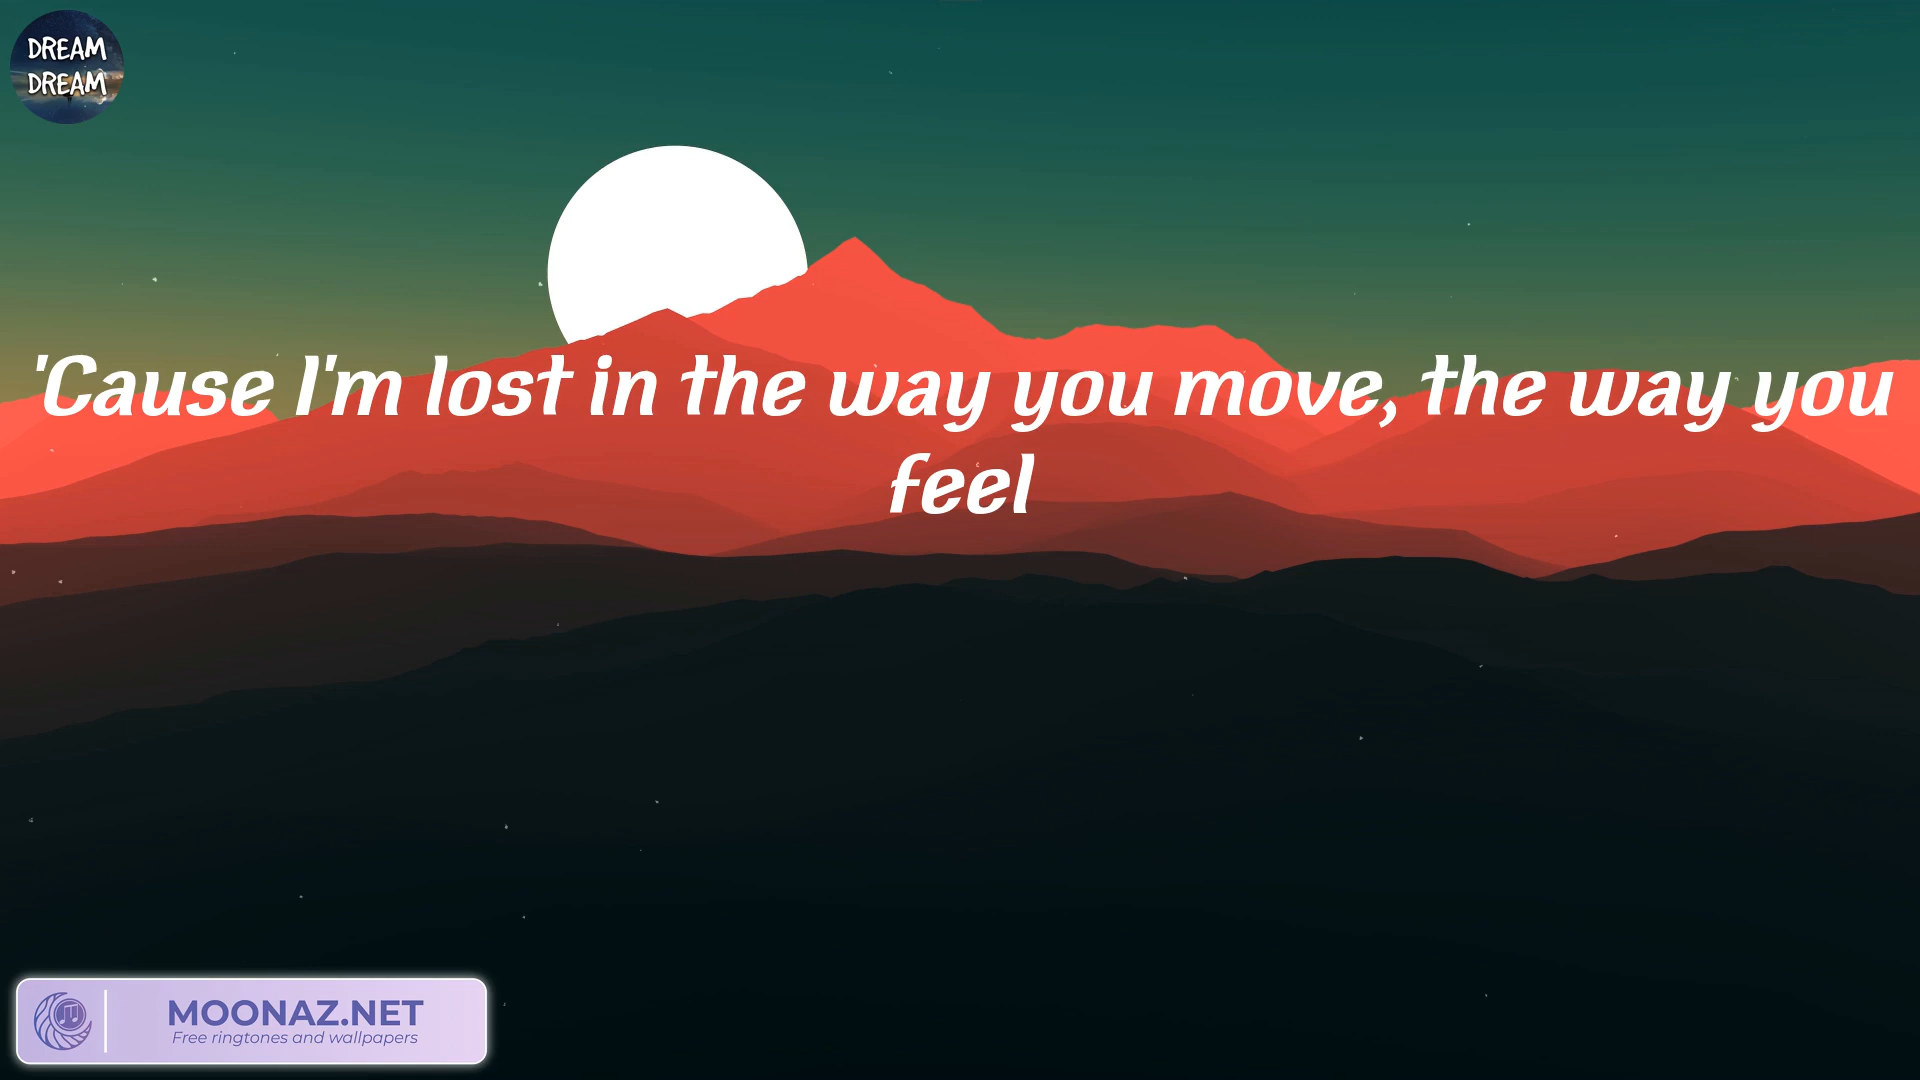 DREAM
DREAM
'Cause I'm lost in the way you move, the way you
feel
MOONAZ.NET
Free ringtones and wallpapers